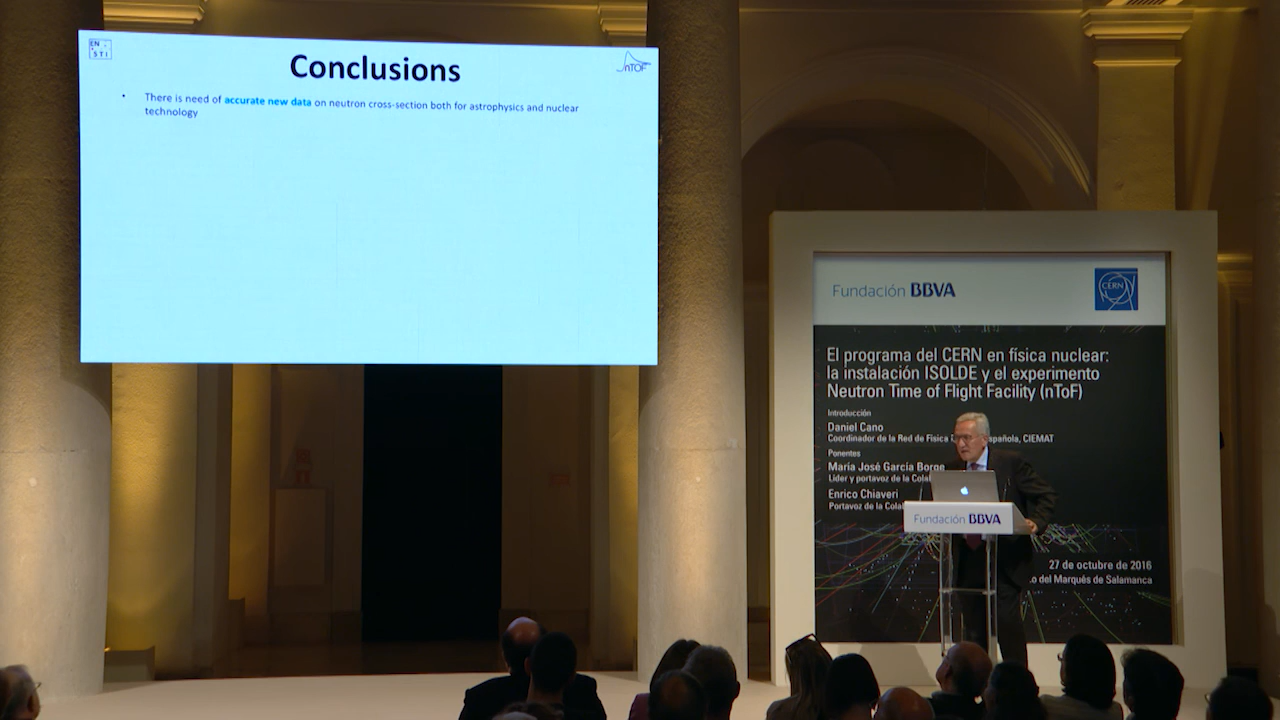 EN
STI
Conclusions
nTOF
• There is need of accurate new data on neutron cross-section both for astrophysics and nuclear
technology
Fundación BBVA
CERN
El programa del CERN en física nuclear:
la instalación ISOLDE y el experimento
Neutron Time of Flight Facility (nToF)
Introducción
Daniel Cano
Coordinador de la Red de Física española, CIEMAT
Ponentes
María José García Borge
Líder y portavoz de la
Enrico Chiaveri
Portavoz de la
Fundación BBVA
27 de octubre de 2016
del Marqués de Salamanca